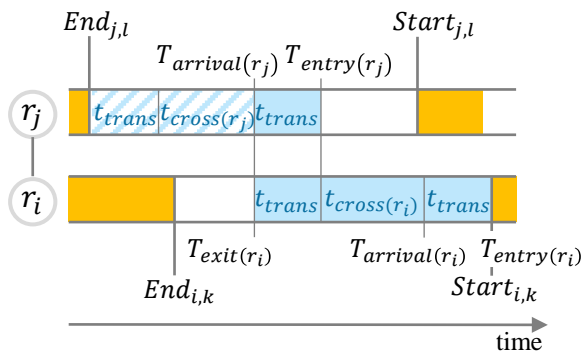 End_{j,l} Start_{j,l}
T_{arrival(r_j)} T_{entry(r_j)}
r_j t_{trans} t_{cross(r_j)} t_{trans}
r_i t_{trans} t_{cross(r_i)} t_{trans}
T_{exit(r_i)} T_{arrival(r_i)} T_{entry(r_i)}
End_{i,k} Start_{i,k}
time